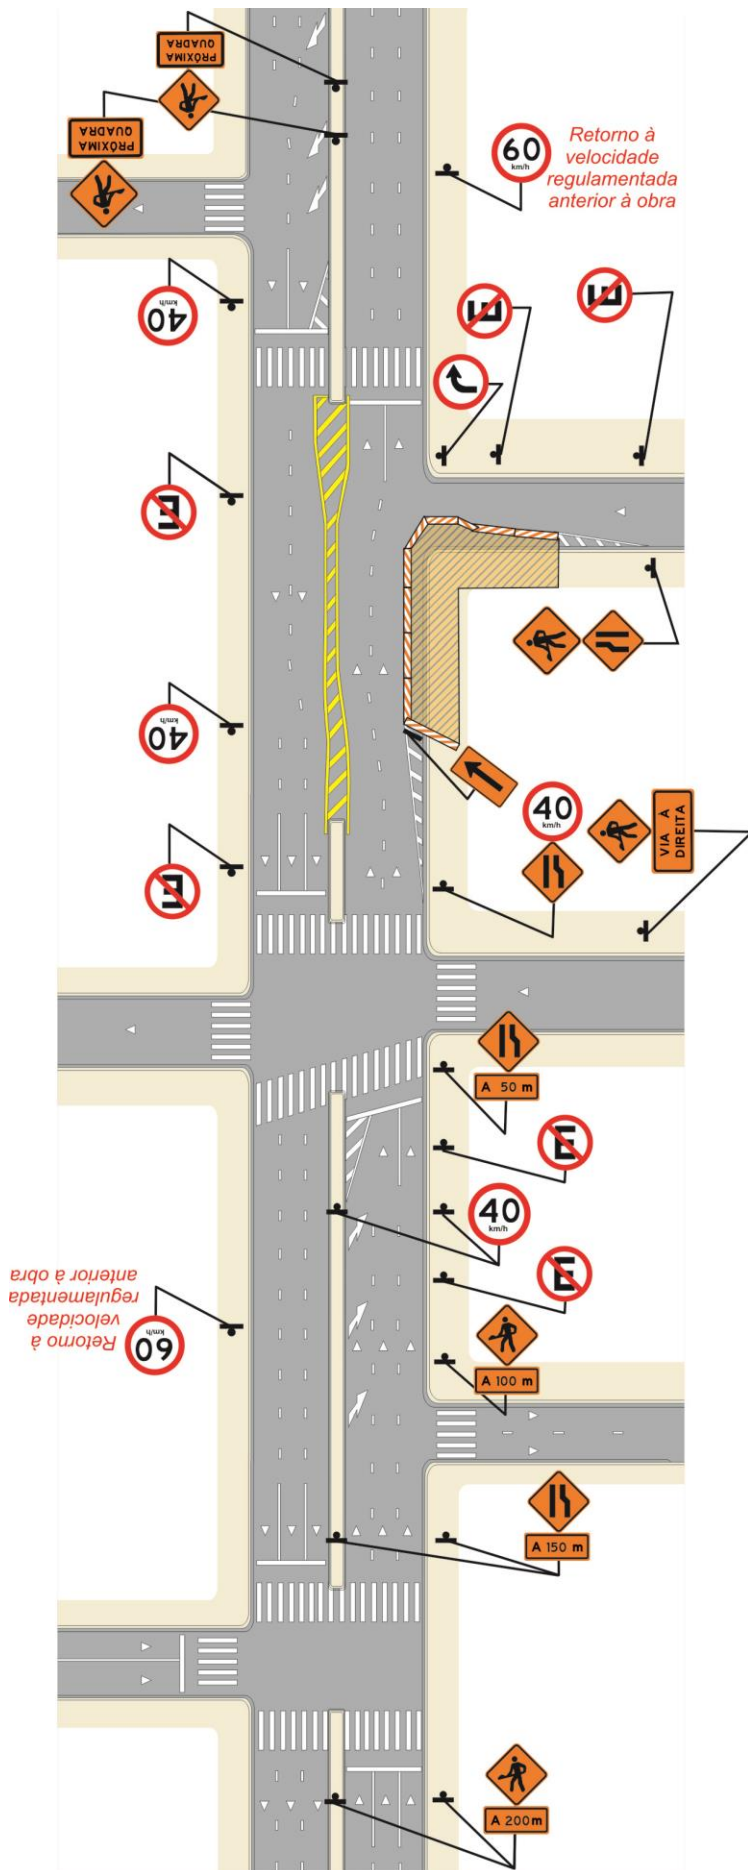 PRÓXIMA
QUADRA
PRÓXIMA
QUADRA
60
km/h
Retorno à
velocidade
regulamentada
anterior à obra
40
km/h
E
E
E
40
km/h
E
40
km/h
VIA À
DIREITA
A 50 m
E
40
km/h
E
Retorno à
velocidade
regulamentada
anterior à obra
60
km/h
A 100 m
A 150 m
A 200m